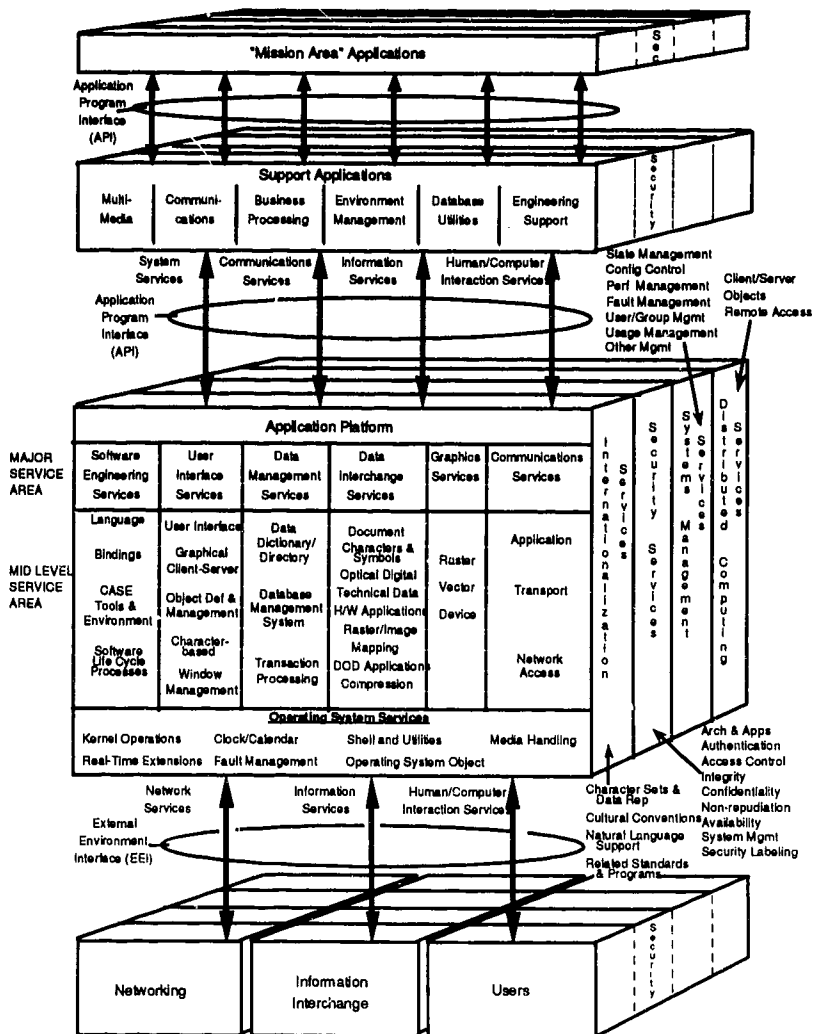 "Mission Area" Applications
Sec
Application
Program
Interface
(API)
Support Applications
Multi-
Media
Communi-
cations
Business
Processing
Environment
Management
Database
Utilities
Engineering
Support
Security
System
Services
Communications
Services
Information
Services
Human/Computer
Interaction Services
State Management
Config Control
Perf Management
Fault Management
User/Group Mgmt
Usage Management
Other Mgmt
Client/Server
Objects
Remote Access
Application
Program
Interface
(API)
Application Platform
MAJOR
SERVICE
AREA
Software
Engineering
Services
User
Interface
Services
Data
Management
Services
Data
Interchange
Services
Graphics
Services
Communications
Services
MID LEVEL
SERVICE
AREA
Language
Bindings
CASE
Tools &
Environment
Software
Life Cycle
Processes
User Interface
Graphical
Client-Server
Object Def &
Management
Character-
based
Window
Management
Data
Dictionary/
Directory
Database
Management
System
Transaction
Processing
Document
Characters &
Symbols
Optical Digital
Technical Data
H/W Applications
Raster/Image
Mapping
DOD Applications
Compression
Raster
Vector
Device
Application
Transport
Network
Access
Internationalization
Services
Security Services
Systems Management
Services
Distributed Computing
Services
Operating System Services
Kernel Operations
Clock/Calendar
Shell and Utilities
Media Handling
Real-Time Extensions
Fault Management
Operating System Object
Network
Services
Information
Services
Human/Computer
Interaction Services
Character Sets &
Data Rep
Cultural Conventions
Natural Language
Support
Related Standards
& Programs
Arch & Apps
Authentication
Access Control
Integrity
Confidentiality
Non-repudiation
Availability
System Mgmt
Security Labeling
External
Environment
Interface (EEI)
Networking
Information
Interchange
Users
Security